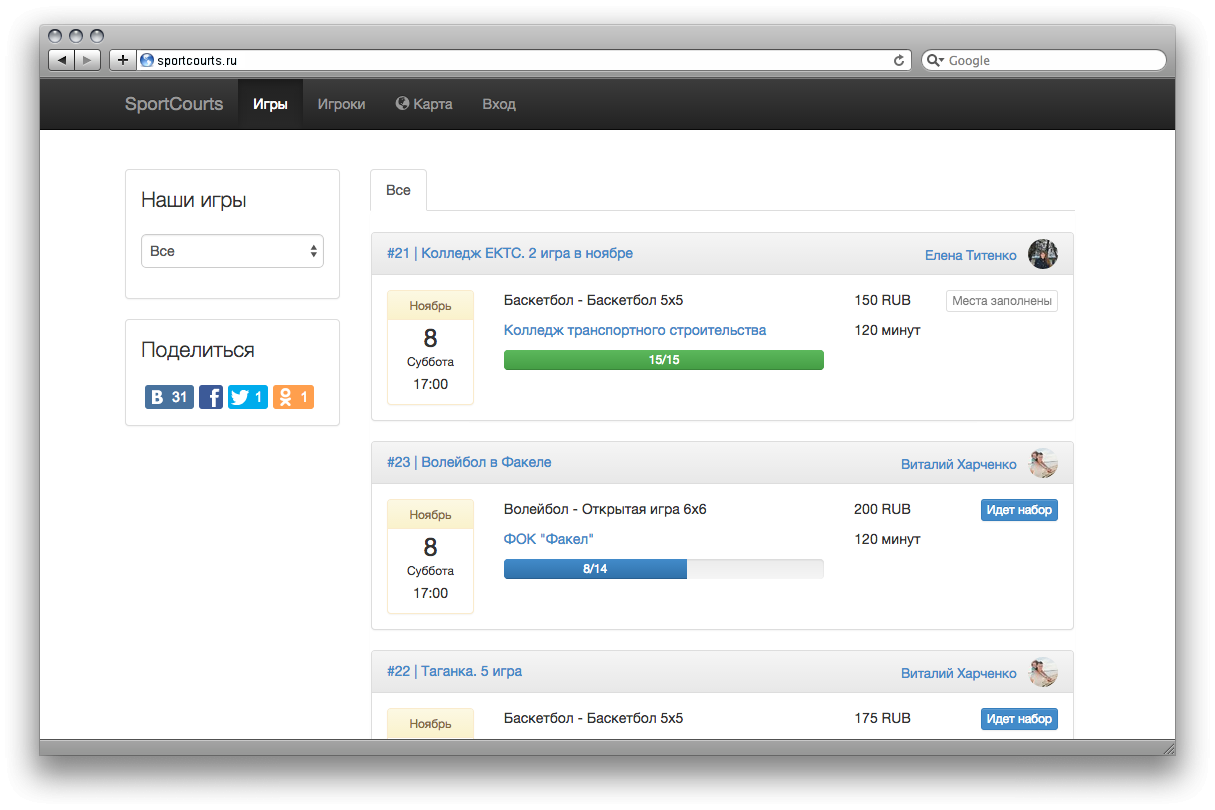 sportcourts.ru
Google
SportCourts Игры Игроки Карта Вход
Наши игры
Все
Поделиться
B 31 f 1 1
Все
#21 | Колледж ЕКТС. 2 игра в ноябре Елена Титенко
Ноябрь
8
Суббота
17:00
Баскетбол - Баскетбол 5х5 150 RUB Места заполнены
Колледж транспортного строительства 120 минут
15/15
#23 | Волейбол в Факеле Виталий Харченко
Ноябрь
8
Суббота
17:00
Волейбол - Открытая игра 6х6 200 RUB Идет набор
ФОК "Факел" 120 минут
8/14
#22 | Таганка. 5 игра Виталий Харченко
Ноябрь
Баскетбол - Баскетбол 5х5 175 RUB Идет набор